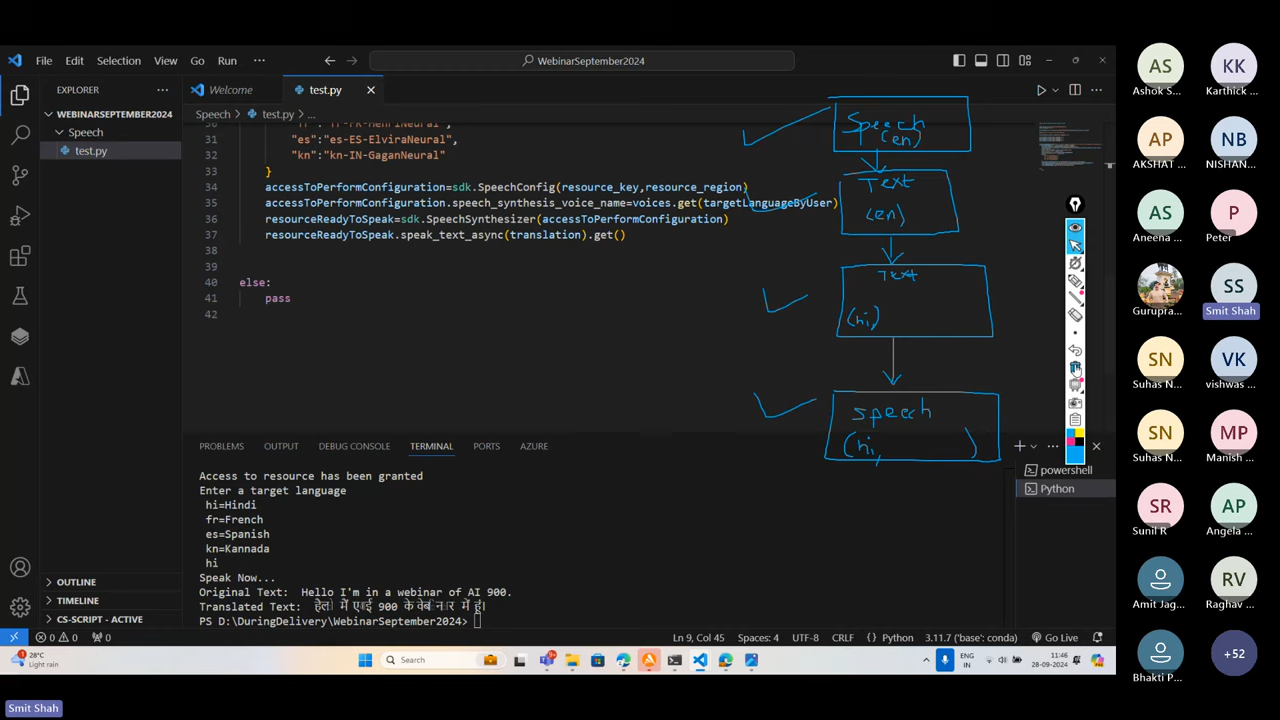 File Edit Selection View Go Run ···
WebinarSeptember2024
EXPLORER ···
Welcome
test.py
WEBINARSEPTEMBER2024
Speech
test.py
Speech > test.py > ...
31 "es":"es-ES-ElviraNeural",
32 "kn":"kn-IN-GaganNeural"
33 }
34 accessToPerformConfiguration=sdk.SpeechConfig(resource_key,resource_region)
35 accessToPerformConfiguration.speech_synthesis_voice_name=voices.get(targetLanguageByUser)
36 resourceReadyToSpeak=sdk.SpeechSynthesizer(accessToPerformConfiguration)
37 resourceReadyToSpeak.speak_text_async(translation).get()
38
39
40 else:
41 pass
42
Speech
(en)
Text
(en)
Text
(hi)
speech
(hi, )
PROBLEMS OUTPUT DEBUG CONSOLE TERMINAL PORTS AZURE
powershell
Python
Access to resource has been granted
Enter a target language
hi=Hindi
fr=French
es=Spanish
kn=Kannada
hi
Speak Now...
Original Text: Hello I'm in a webinar of AI 900.
Translated Text: हेलो में एआई 900 के वेबिनार में हूं।
PS D:\DuringDelivery\WebinarSeptember2024>
OUTLINE
TIMELINE
CS-SCRIPT - ACTIVE
0 0 0
Ln 9, Col 45 Spaces: 4 UTF-8 CRLF {} Python 3.11.7 ('base': conda) Go Live
28°C
Light rain
Search
ENG
IN
11:46
28-09-2024
AS
Ashok S...
KK
Karthick ...
AP
AKSHAT ...
NB
NISHAN...
AS
Aneena ...
P
Peter
Gurupra...
SS
Smit Shah
SN
Suhas N...
VK
vishwas ...
SN
Suhas N...
MP
Manish ...
SR
Sunil R
AP
Angela ...
Amit Jag...
RV
Raghav ...
Bhakti P...
+52
Smit Shah